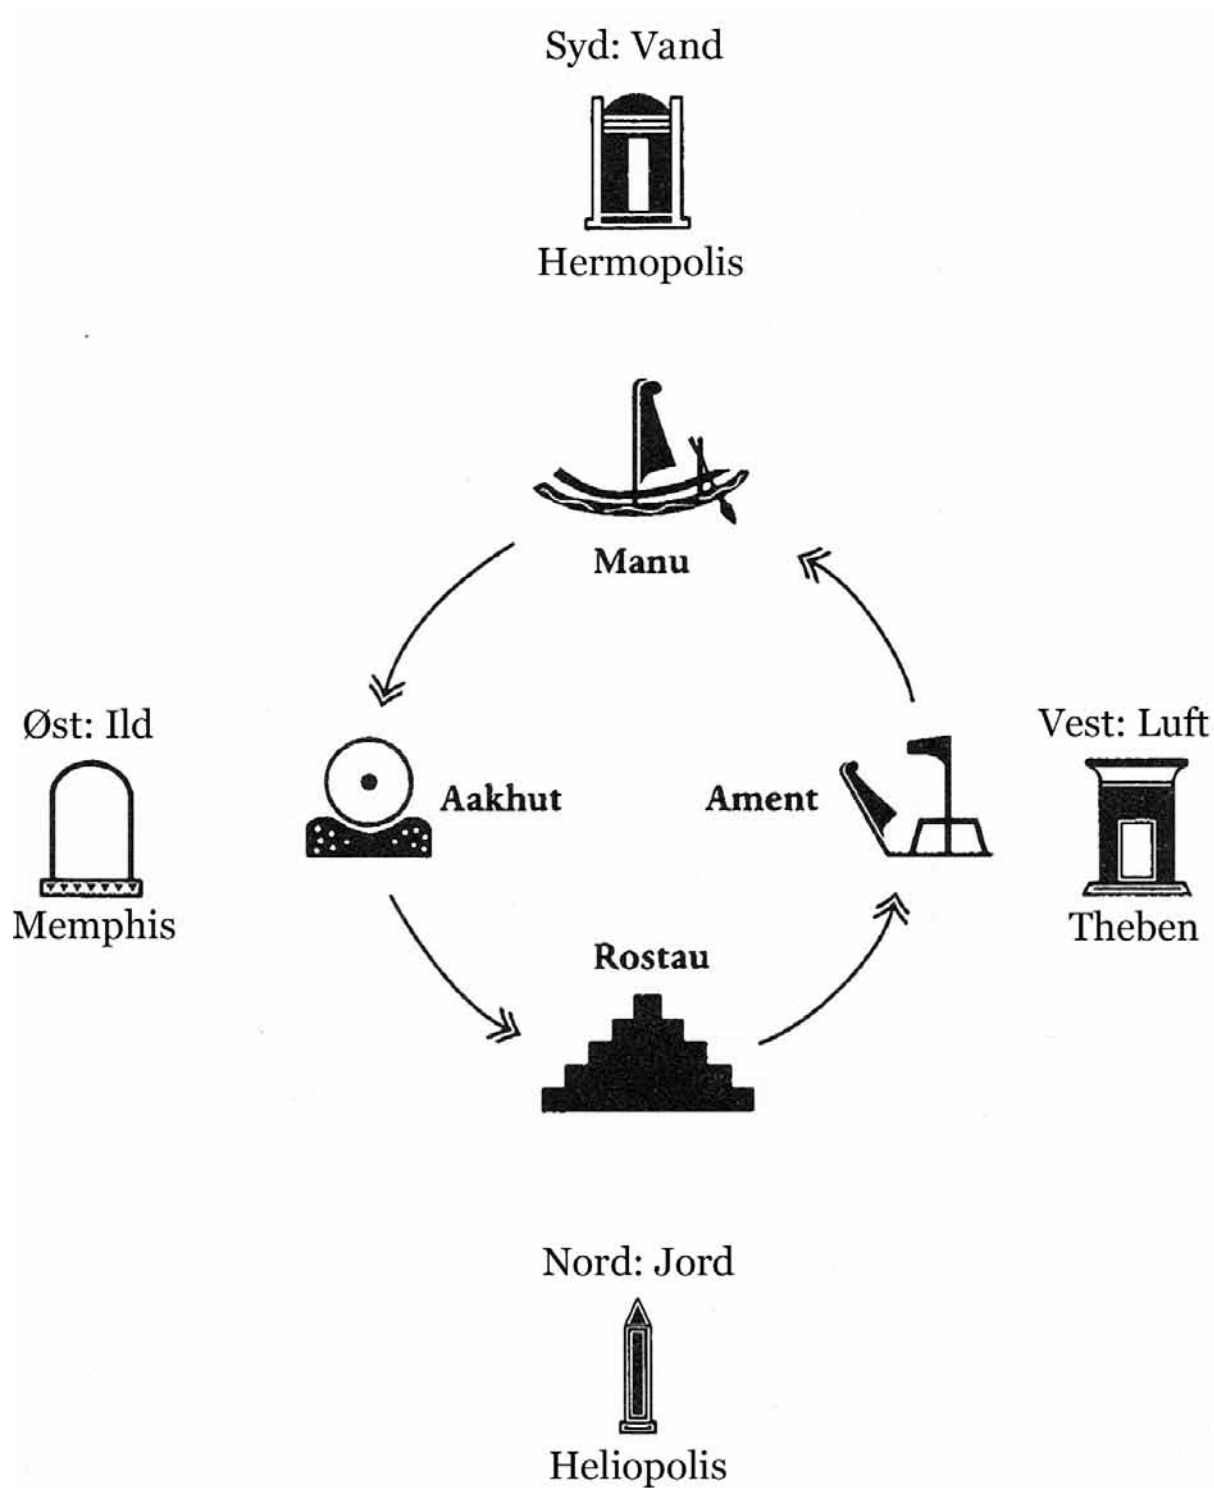 Syd: Vand
Hermopolis
Manu
Øst: Ild
Memphis
Aakhut
Ament
Vest: Luft
Theben
Rostau
Nord: Jord
Heliopolis